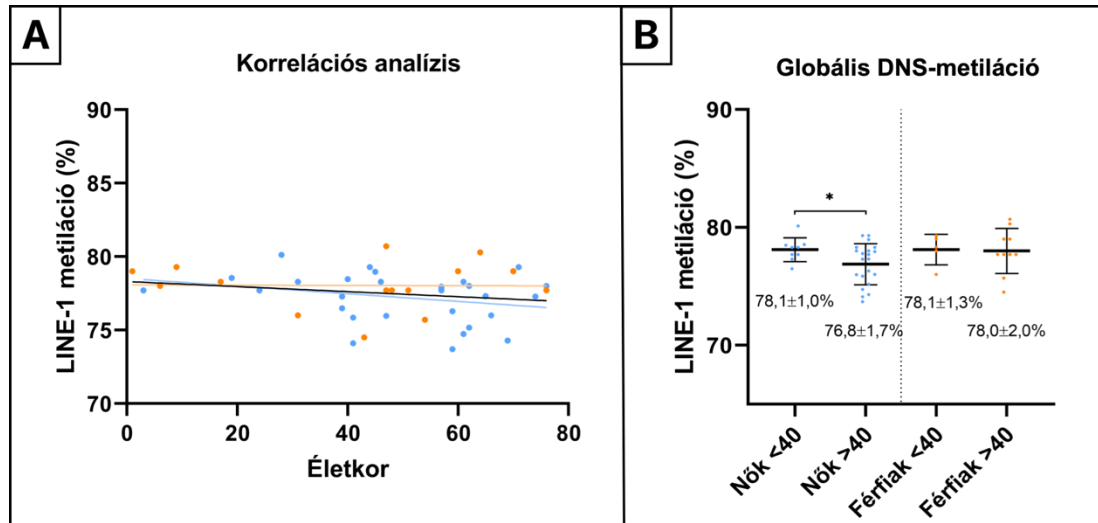 A
Korrelációs analízis
LINE-1 metiláció (%)
90
85
80
75
70
0
20
40
60
80
Életkor
B
Globális DNS-metiláció
LINE-1 metiláció (%)
90
80
70
*
78,1±1,0%
76,8±1,7%
78,1±1,3%
78,0±2,0%
Nők <40
Nők >40
Férfiak <40
Férfiak >40